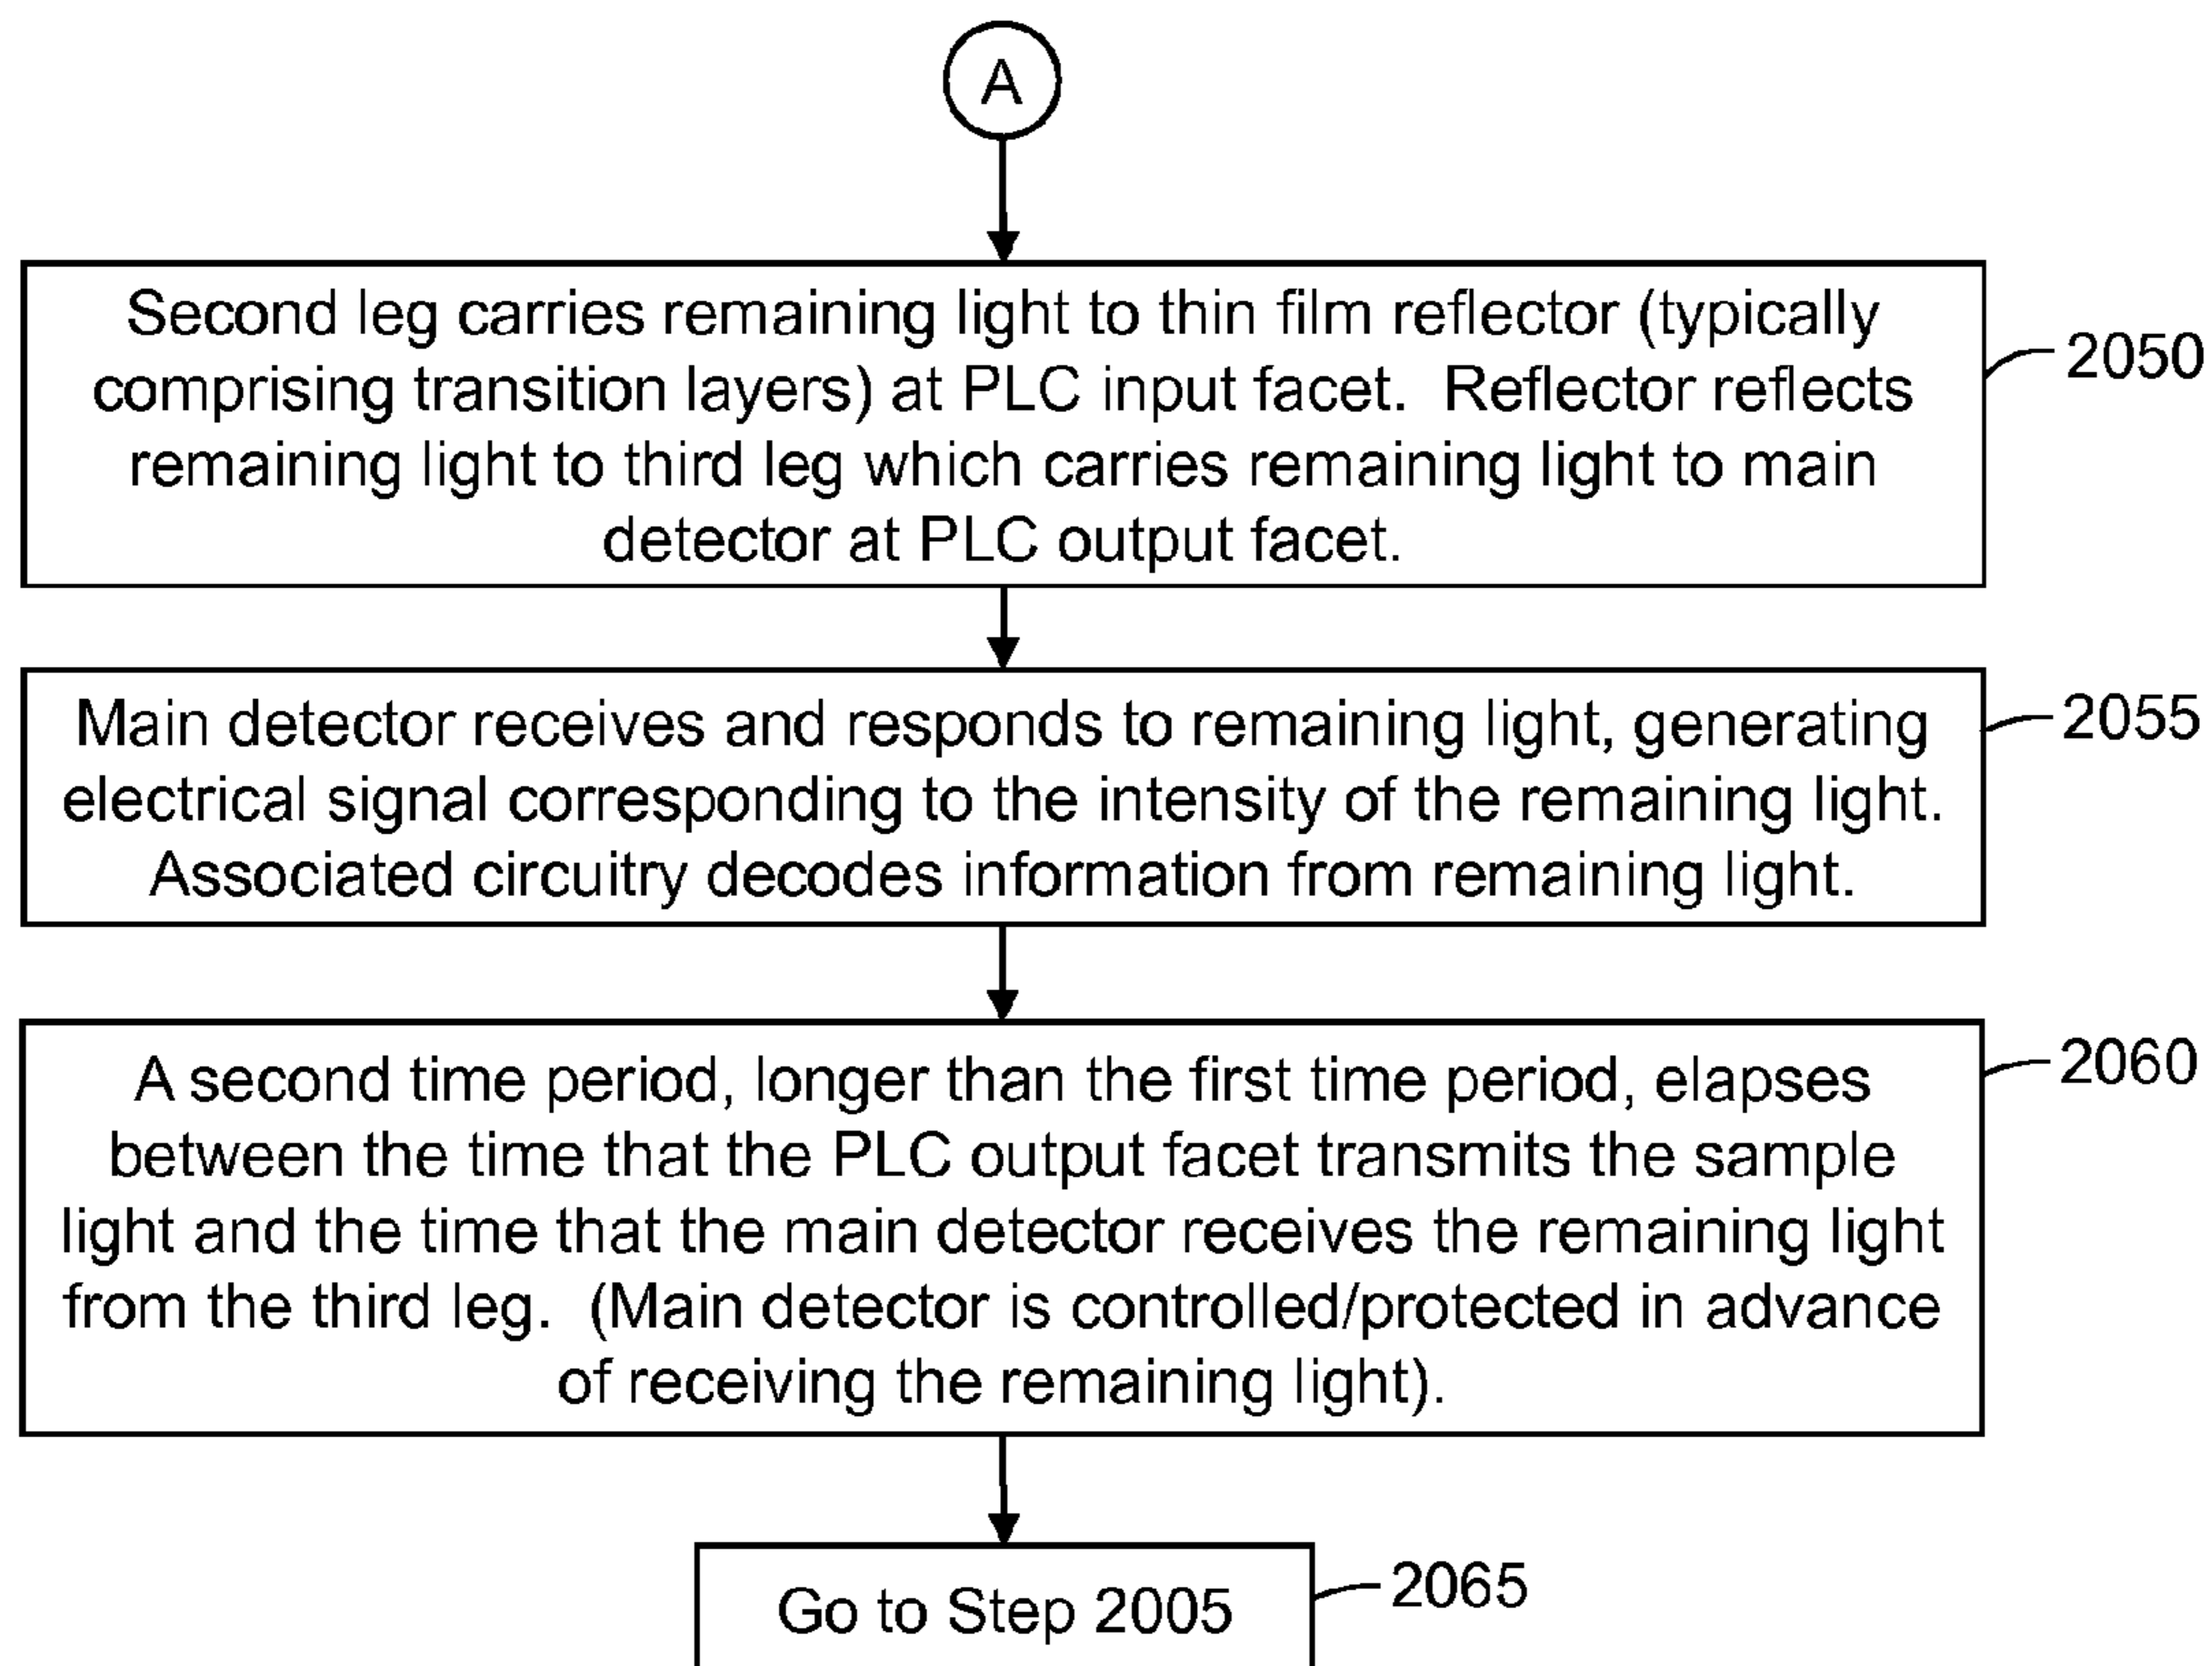 A
Second leg carries remaining light to thin film reflector (typically
comprising transition layers) at PLC input facet.  Reflector reflects
remaining light to third leg which carries remaining light to main
detector at PLC output facet.
2050
Main detector receives and responds to remaining light, generating
electrical signal corresponding to the intensity of the remaining light.
Associated circuitry decodes information from remaining light.
2055
A second time period, longer than the first time period, elapses
between the time that the PLC output facet transmits the sample
light and the time that the main detector receives the remaining light
from the third leg.  (Main detector is controlled/protected in advance
of receiving the remaining light).
2060
Go to Step 2005
2065